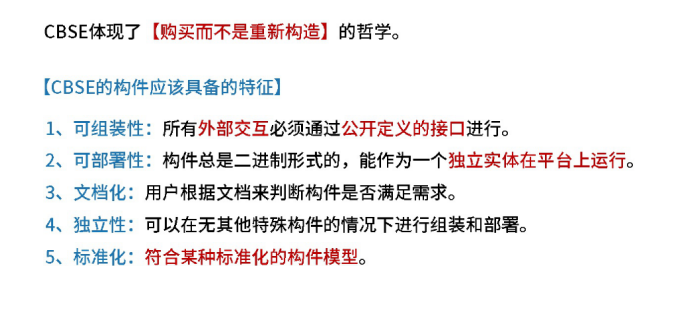 CBSE体现了【购买而不是重新构造】的哲学。
【CBSE的构件应该具备的特征】
1、可组装性：所有外部交互必须通过公开定义的接口进行。
2、可部署性：构件总是二进制形式的，能作为一个独立实体在平台上运行。
3、文档化：用户根据文档来判断构件是否满足需求。
4、独立性：可以在无其他特殊构件的情况下进行组装和部署。
5、标准化：符合某种标准化的构件模型。